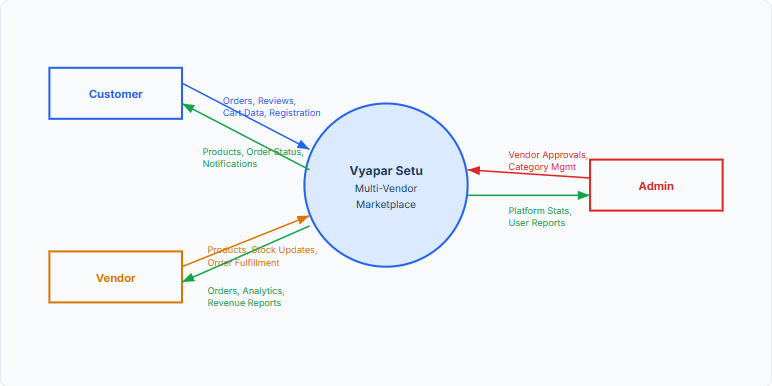 Customer
Orders, Reviews,
Cart Data, Registration
Products, Order Status,
Notifications
Vyapar Setu
Multi-Vendor
Marketplace
Vendor Approvals,
Category Mgmt
Admin
Platform Stats,
User Reports
Products, Stock Updates,
Order Fulfillment
Vendor
Orders, Analytics,
Revenue Reports